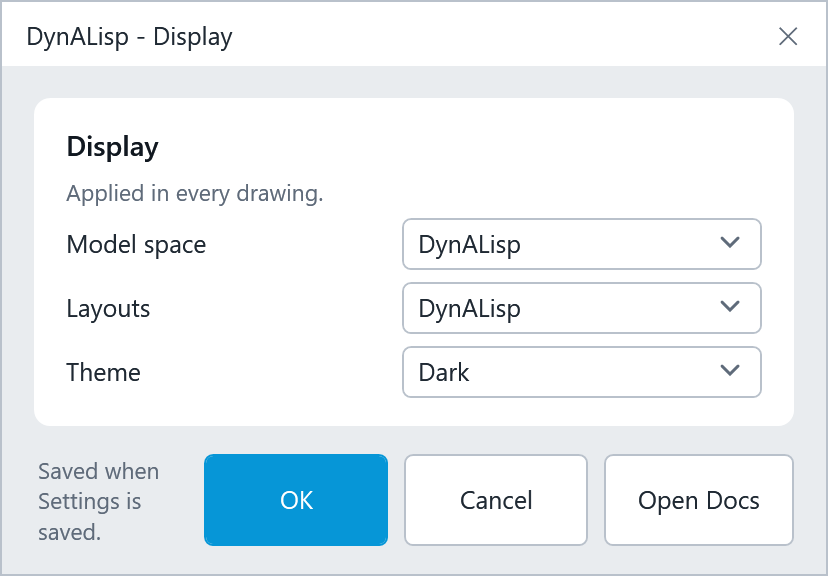 DynALisp - Display
Display
Applied in every drawing.
Model space
DynALisp
Layouts
DynALisp
Theme
Dark
Saved when
Settings is
saved.
OK
Cancel
Open Docs